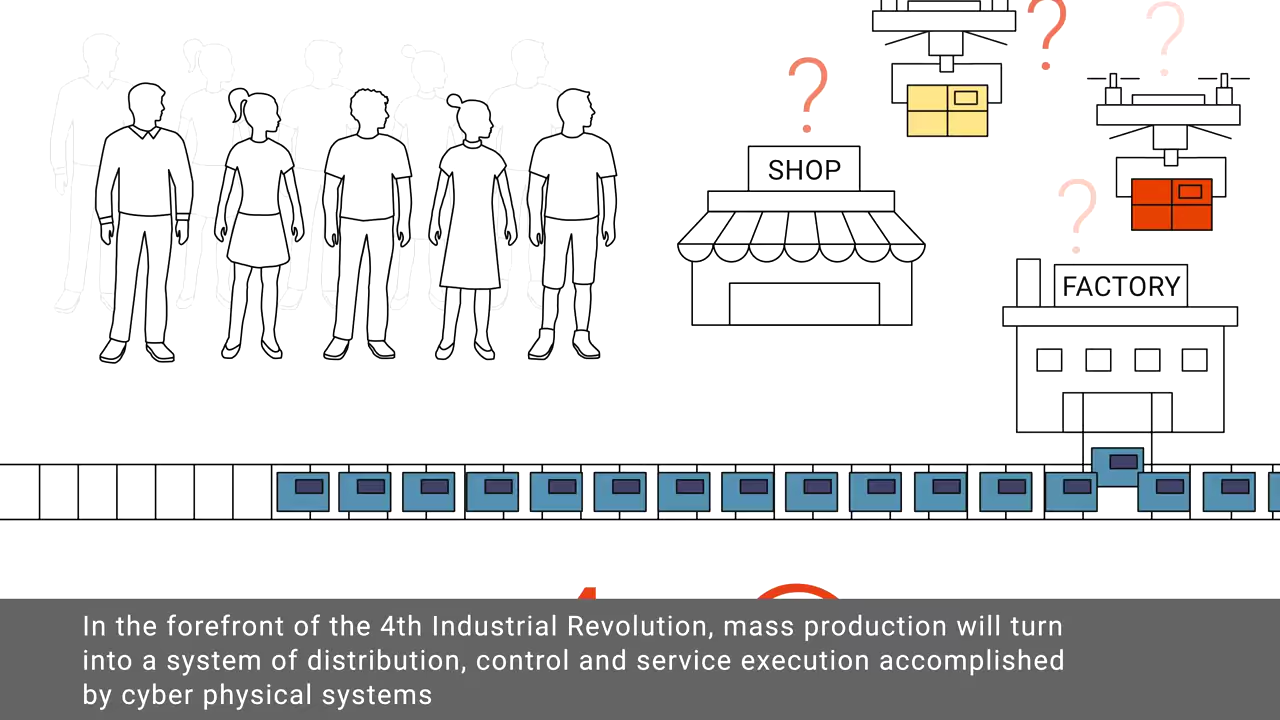 SHOP
FACTORY
In the forefront of the 4th Industrial Revolution, mass production will turn
into a system of distribution, control and service execution accomplished
by cyber physical systems